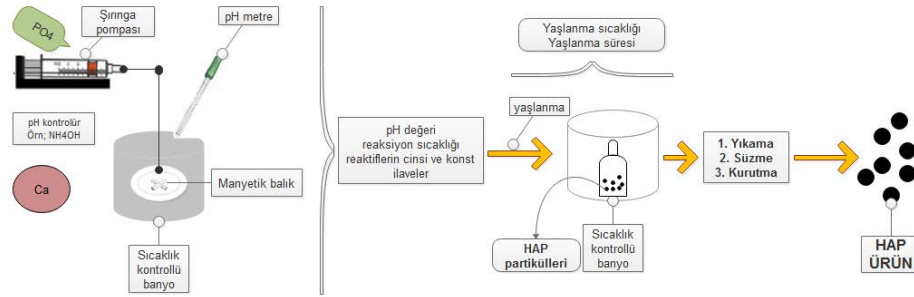 PO4
Şırınga
pompası
pH metre
pH kontrolür
Örn; NH4OH
Ca
Manyetik balık
Sıcaklık
kontrollü
banyo
pH değeri
reaksiyon sıcaklığı
reaktiflerin cinsi ve konst
ilaveler
Yaşlanma sıcaklığı
Yaşlanma süresi
yaşlanma
HAP
partikülleri
Sıcaklık
kontrollü
banyo
1. Yıkama
2. Süzme
3. Kurutma
HAP
ÜRÜN